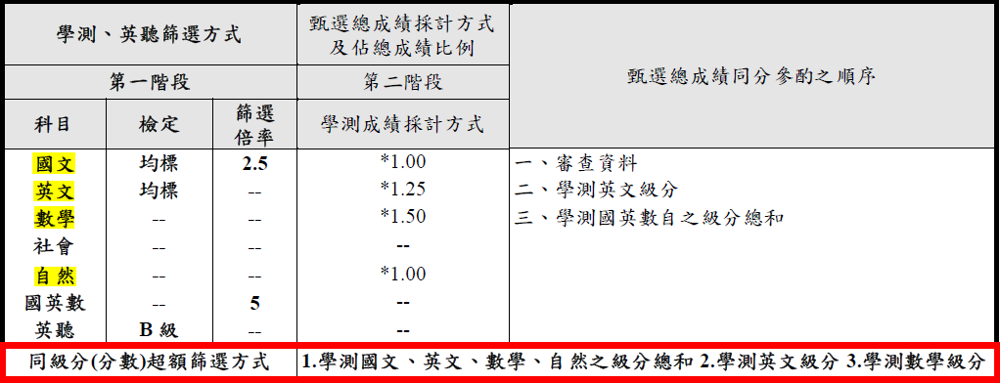 學測、英聽篩選方式
甄選總成績採計方式
及佔總成績比例
甄選總成績同分參酌之順序
第一階段
第二階段
科目 檢定 篩選倍率 學測成績採計方式
國文 均標 2.5 *1.00 一、審查資料
英文 均標 -- *1.25 二、學測英文級分
數學 -- -- *1.50 三、學測國英數自之級分總和
社會 -- -- --
自然 -- -- *1.00
國英數 -- 5 --
英聽 B 級 -- --
同級分(分數)超額篩選方式 1.學測國文、英文、數學、自然之級分總和 2.學測英文級分 3.學測數學級分